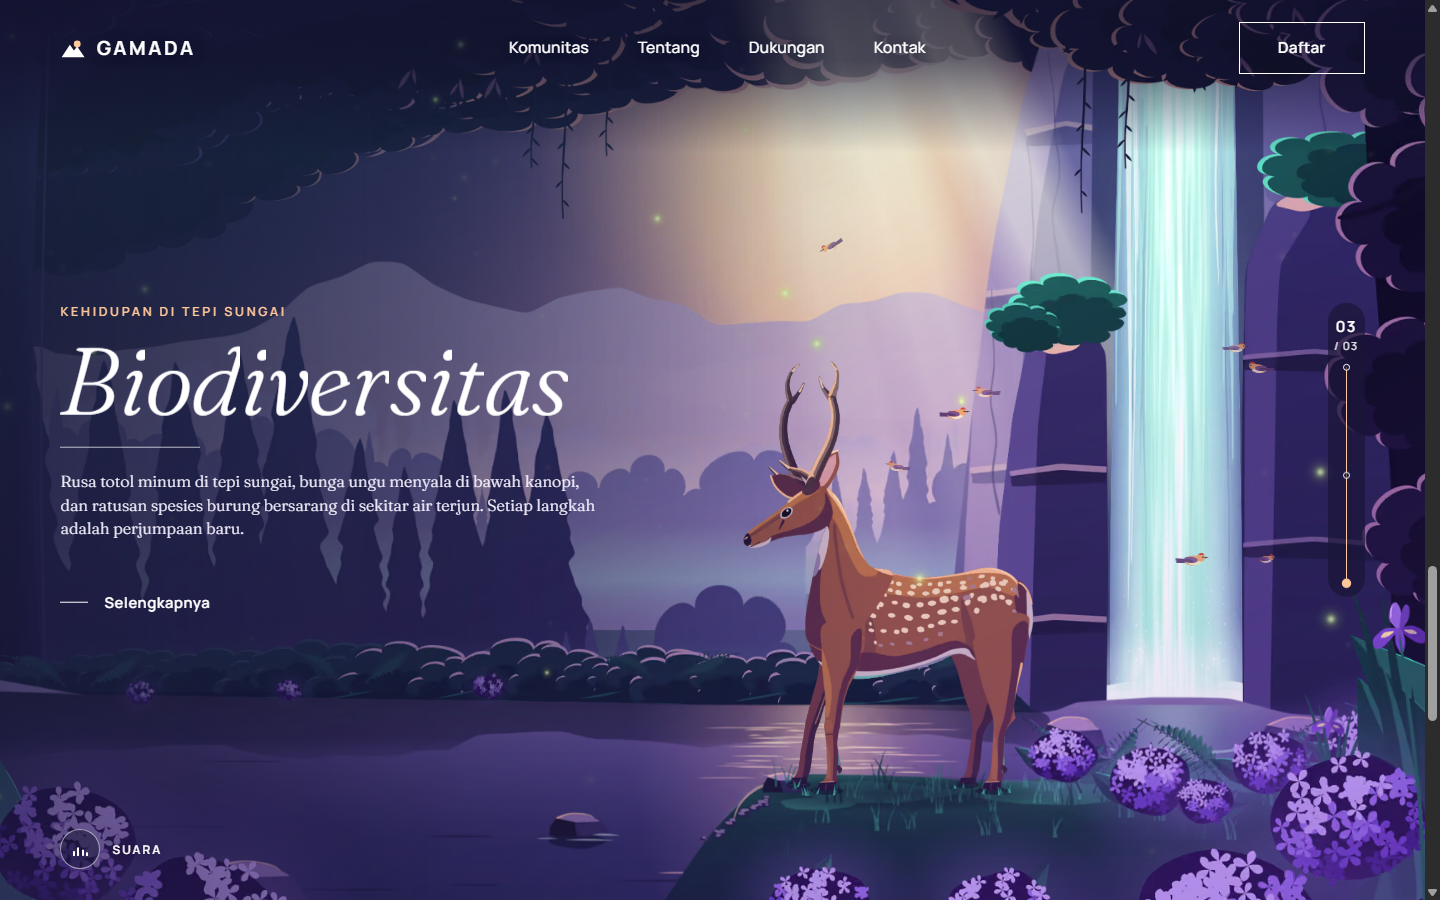 GAMADA
Komunitas
Tentang
Dukungan
Kontak
Daftar
KEHIDUPAN DI TEPI SUNGAI
Biodiversitas
Rusa totol minum di tepi sungai, bunga ungu menyala di bawah kanopi,
dan ratusan spesies burung bersarang di sekitar air terjun. Setiap langkah
adalah perjumpaan baru.
Selengkapnya
03
/ 03
SUARA